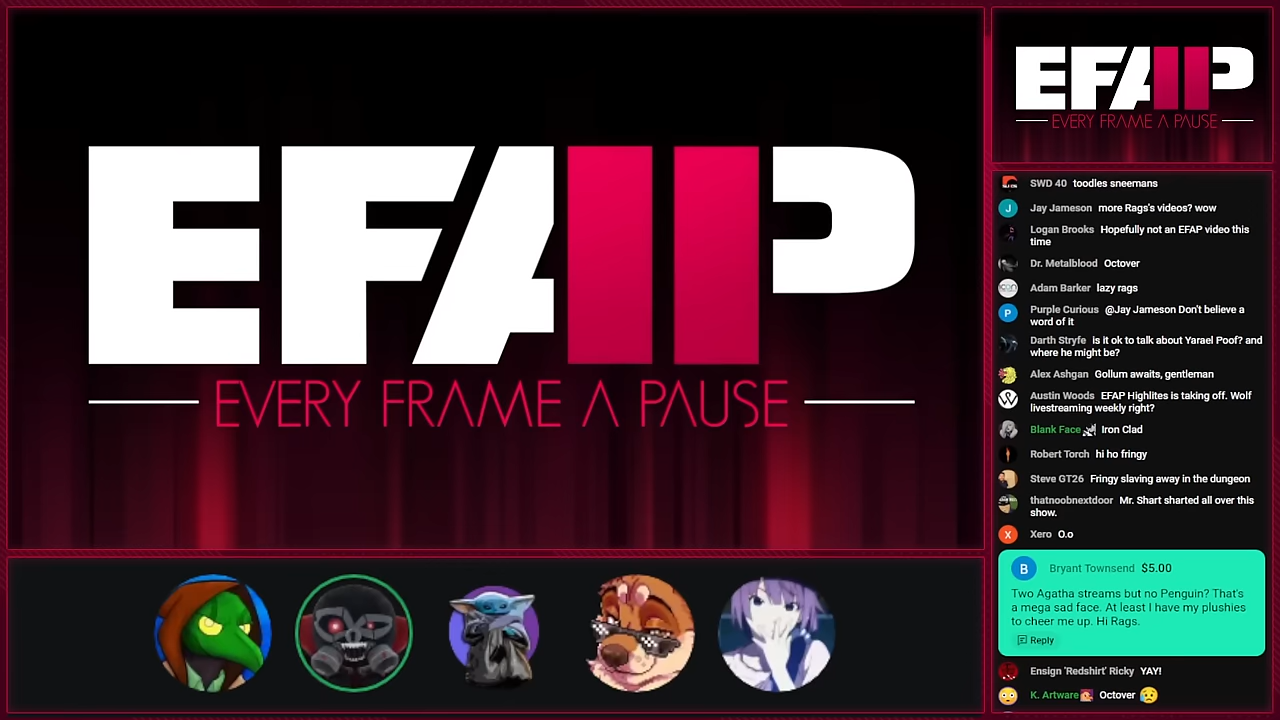 EFAP
EVERY FRAME A PAUSE
EFAP
EVERY FRAME A PAUSE
SWD 40 toodles sneemans
Jay Jameson more Rags's videos? wow
Logan Brooks Hopefully not an EFAP video this
time
Dr. Metalblood Octover
Adam Barker lazy rags
Purple Curious @Jay Jameson Don't believe a
word of it
Darth Stryfe Is it ok to talk about Yarael Poof? and
where he might be?
Alex Ashgan Gollum awaits, gentleman
Austin Woods EFAP Highlites is taking off. Wolf
livestreaming weekly right?
Blank Face Iron Clad
Robert Torch hi ho fringy
Steve GT26 Fringy slaving away in the dungeon
thatnoobnextdoor Mr. Shart sharted all over this
show.
Xero O.o
Bryant Townsend $5.00
Two Agatha streams but no Penguin? That's
a mega sad face. At least I have my plushies
to cheer me up. Hi Rags.
Reply
Ensign 'Redshirt' Ricky YAY!
K. Artware Octover 😥